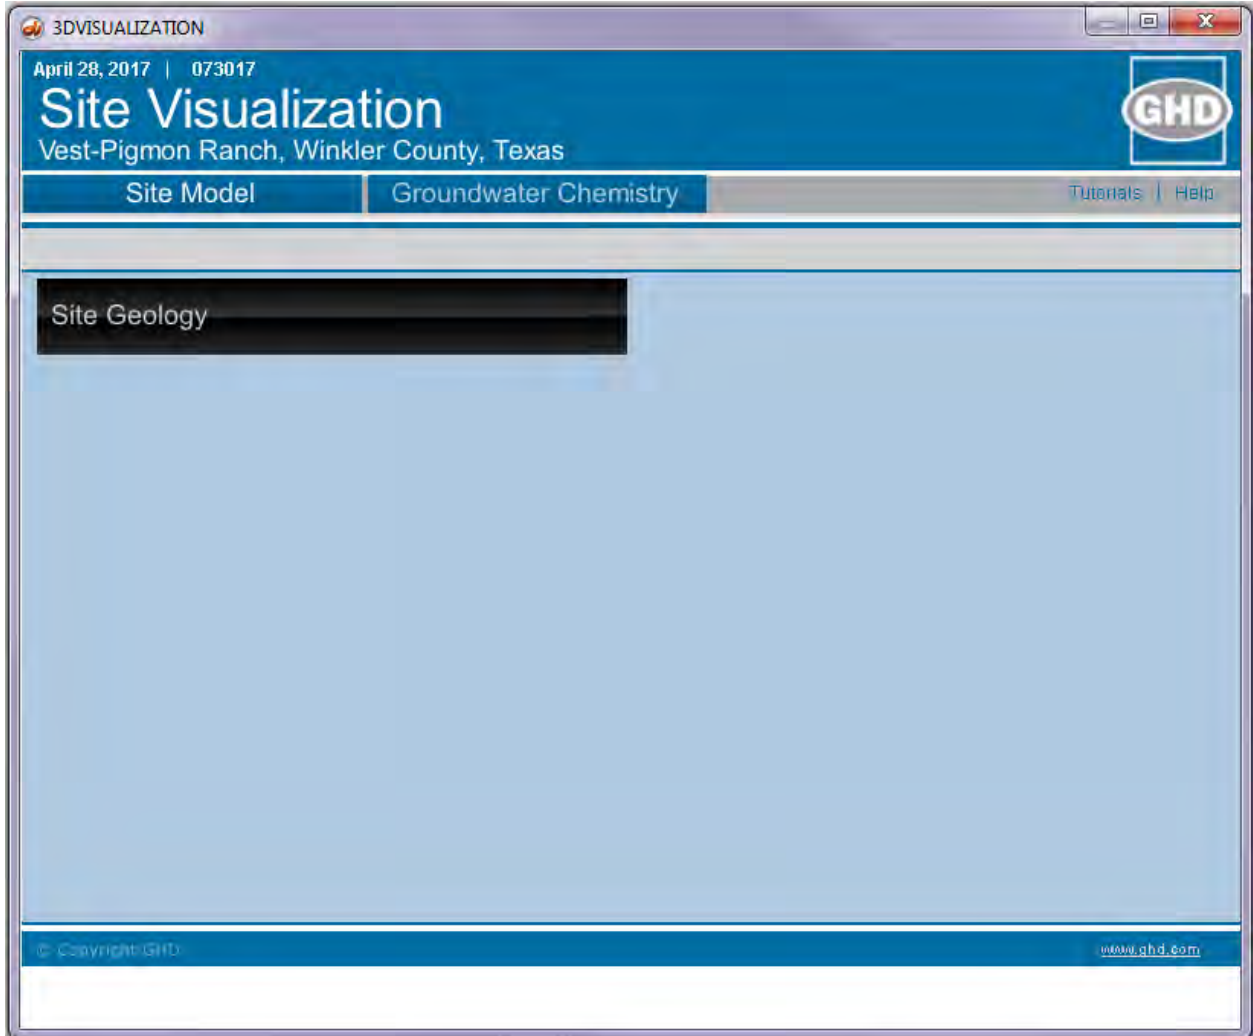 3DVISUALIZATION
April 28, 2017 | 073017
Site Visualization
Vest-Pigmon Ranch, Winkler County, Texas
GHD
Site Model
Groundwater Chemistry
Tutorials | Help
Site Geology
© Copyright GHD
www.ghd.com